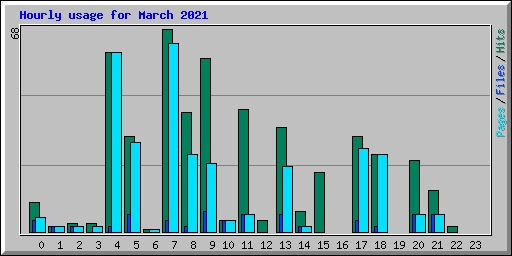 Hourly usage for March 2021
68
Pages / Files / Hits
0 1 2 3 4 5 6 7 8 9 10 11 12 13 14 15 16 17 18 19 20 21 22 23